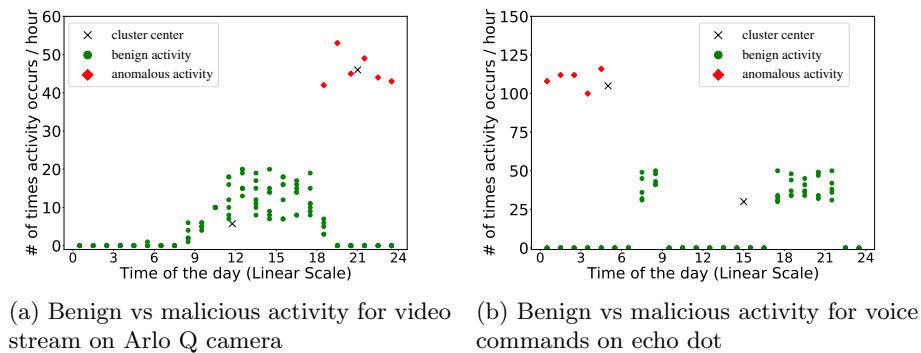 # of times activity occurs / hour
60
50
40
30
20
10
0
cluster center
benign activity
anomalous activity
0 3 6 9 12 15 18 21 24
Time of the day (Linear Scale)
(a) Benign vs malicious activity for video
stream on Arlo Q camera
# of times activity occurs / hour
150
125
100
75
50
25
0
cluster center
benign activity
anomalous activity
0 3 6 9 12 15 18 21 24
Time of the day (Linear Scale)
(b) Benign vs malicious activity for voice
commands on echo dot